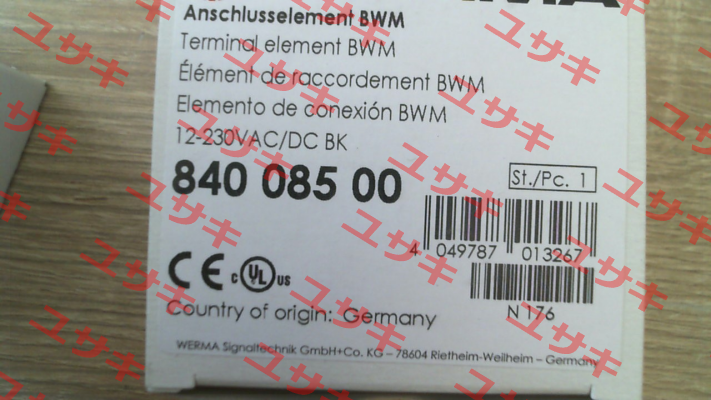 Anschlusselement BWM
Terminal element BWM
Élément de raccordement BWM
Elemento de conexión BWM
12-230VAC/DC BK
840 085 00
St./Pc. 1
4 049787 013267
CE c UL us
N 176
Country of origin: Germany
WERMA Signaltechnik GmbH+Co. KG – 78604 Rietheim-Weilheim – Germany
ユサキ